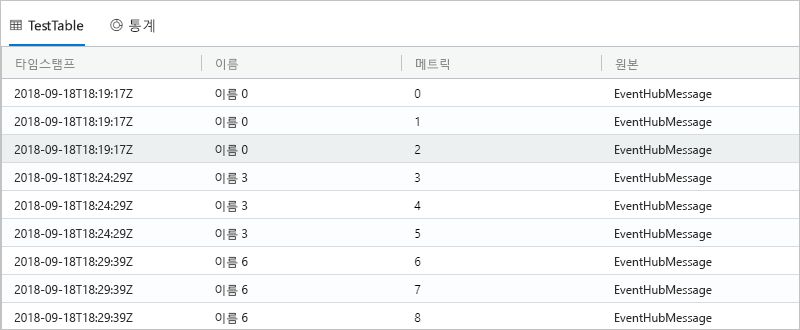 TestTable 통계
타임스탬프 이름 메트릭 원본
2018-09-18T18:19:17Z 이름 0 0 EventHubMessage
2018-09-18T18:19:17Z 이름 0 1 EventHubMessage
2018-09-18T18:19:17Z 이름 0 2 EventHubMessage
2018-09-18T18:24:29Z 이름 3 3 EventHubMessage
2018-09-18T18:24:29Z 이름 3 4 EventHubMessage
2018-09-18T18:24:29Z 이름 3 5 EventHubMessage
2018-09-18T18:29:39Z 이름 6 6 EventHubMessage
2018-09-18T18:29:39Z 이름 6 7 EventHubMessage
2018-09-18T18:29:39Z 이름 6 8 EventHubMessage